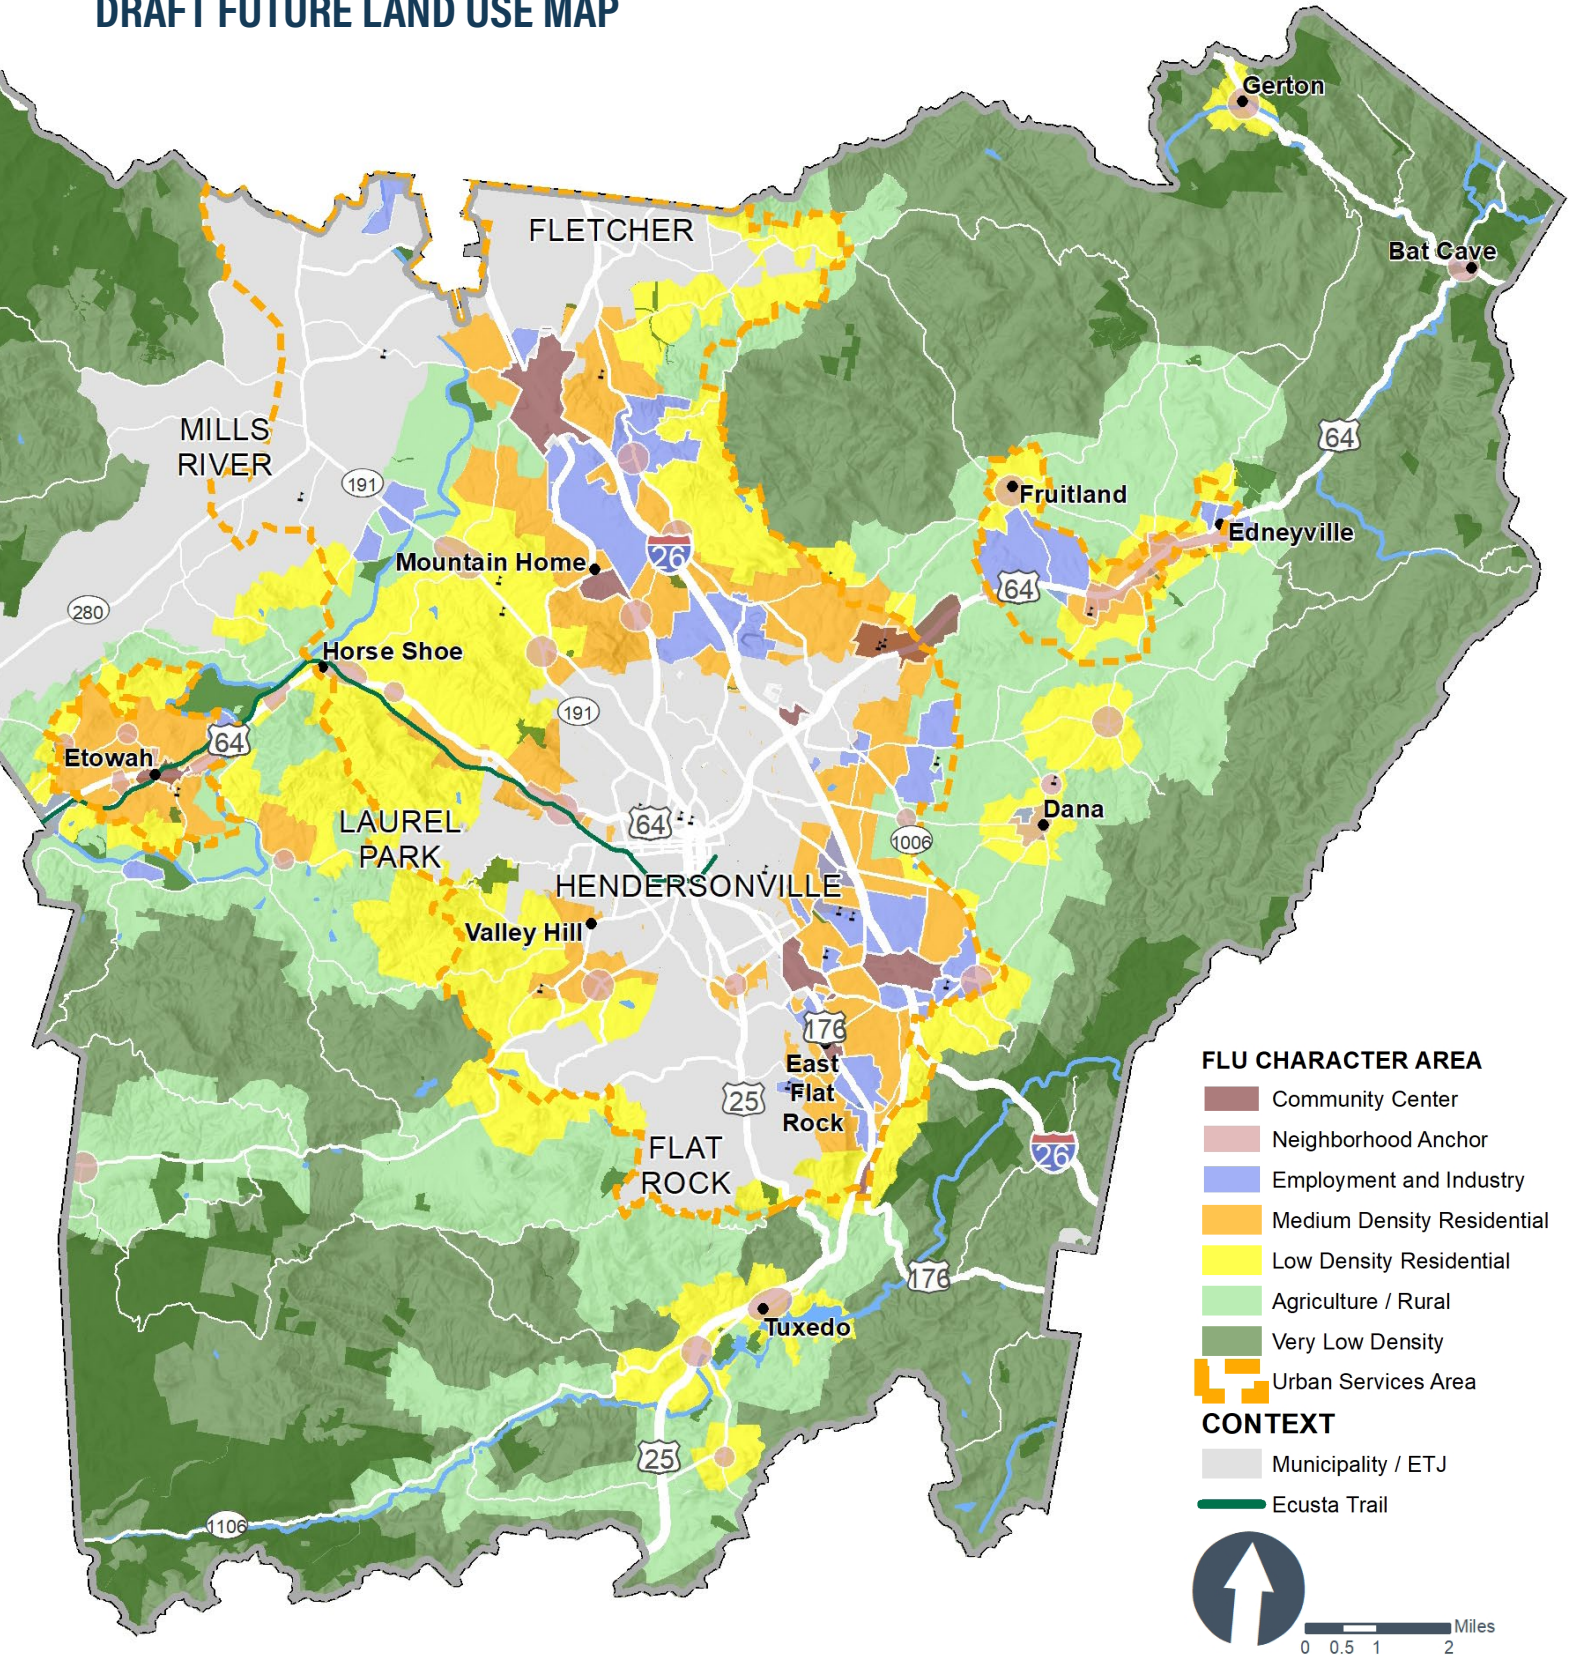 DRAFT FUTURE LAND USE MAP
Gerton
FLETCHER
Bat Cave
MILLS
RIVER
64
191
Fruitland
Edneyville
Mountain Home
26
64
280
Horse Shoe
191
64
Etowah
LAUREL
PARK
64
Dana
1006
HENDERSONVILLE
Valley Hill
176
East
Flat
Rock
25
FLAT
ROCK
26
176
Tuxedo
25
1106
FLU CHARACTER AREA
Community Center
Neighborhood Anchor
Employment and Industry
Medium Density Residential
Low Density Residential
Agriculture / Rural
Very Low Density
Urban Services Area
CONTEXT
Municipality / ETJ
Ecusta Trail
Miles
0 0.5 1 2